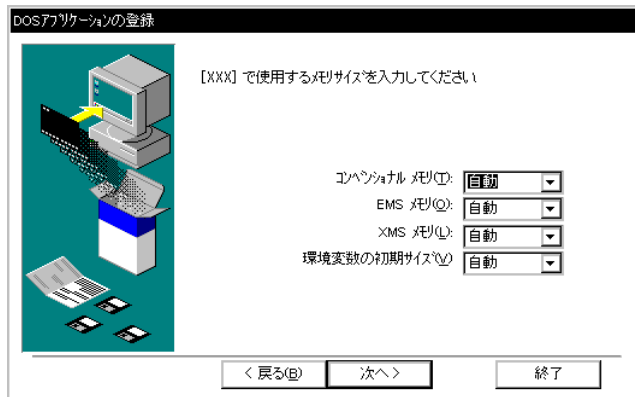 DOSアプリケーションの登録
[XXX] で使用するメモリサイズを入力してください
コンベンショナル メモリ(T): 自動
EMS メモリ(O): 自動
XMS メモリ(L): 自動
環境変数の初期サイズ(V) 自動
< 戻る(B) 次へ > 終了